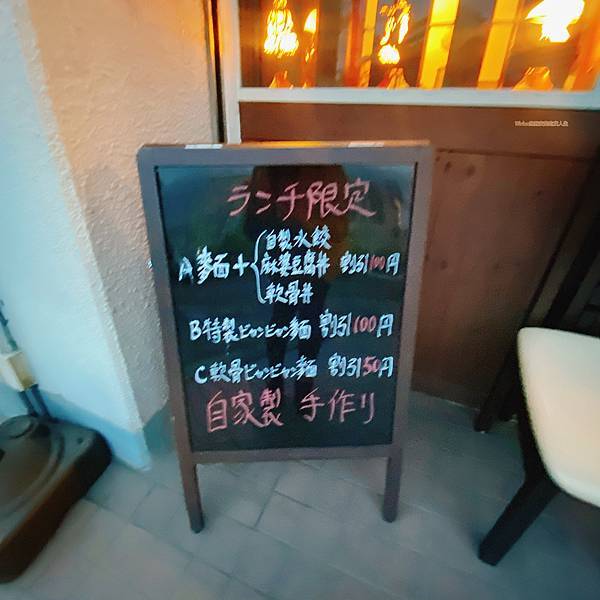 ランチ限定
A 麺 + { 自製水餃
麻婆豆腐丼 割引100円
軟骨丼
B 特製ビャンビャン麺 割引100円
C 軟骨ビャンビャン麺 割引50円
自家製 手作り